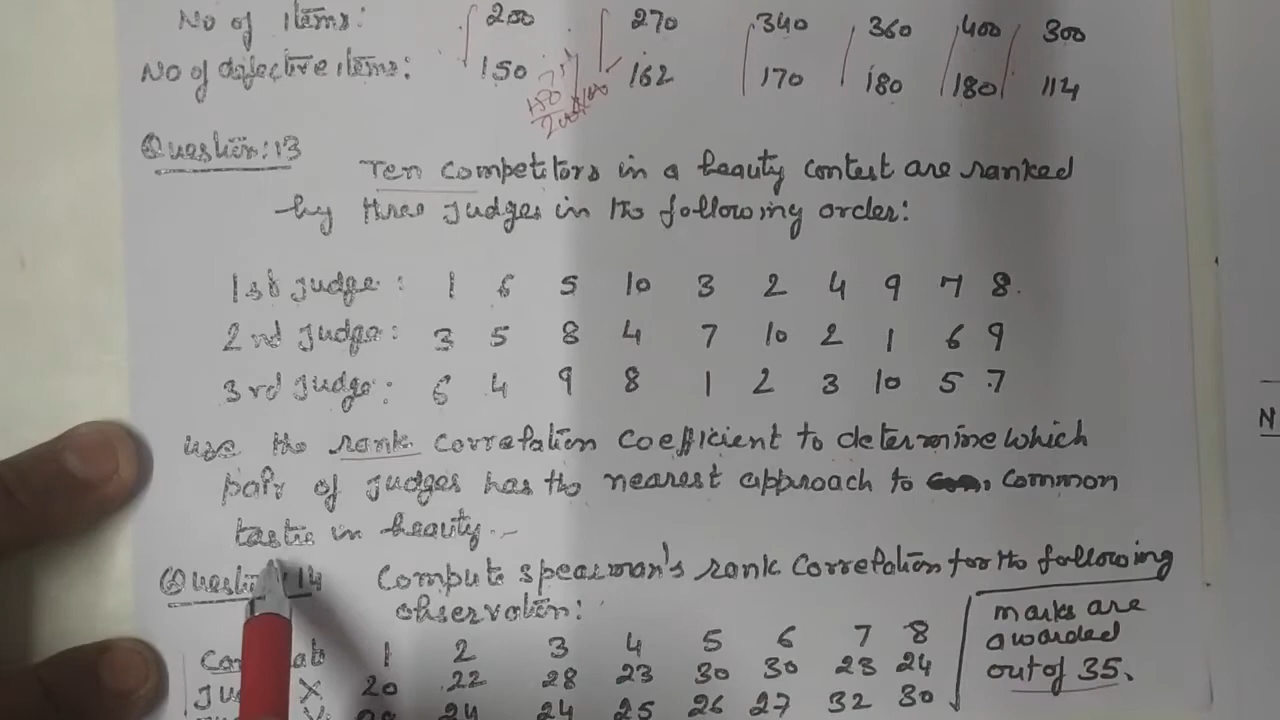 No of items: 200 270 340 360 400 300
No of defective items: 150 162 170 180 180 114
150
200 x100
Question: 13
Ten competitors in a beauty contest are ranked
by three judges in the following order:
1st judge: 1 6 5 10 3 2 4 9 7 8
2nd judge: 3 5 8 4 7 10 2 1 6 9
3rd judge: 6 4 9 8 1 2 3 10 5 7
use the rank correlation coefficient to determine which
pair of judges has the nearest approach to common
taste in beauty.
Question 14 Compute spearman's rank correlation for the following
observation:
1 2 3 4 5 6 7 8
X 20 22 28 23 30 30 23 24
24 24 25 26 27 32 30
marks are
awarded
out of 35.
N